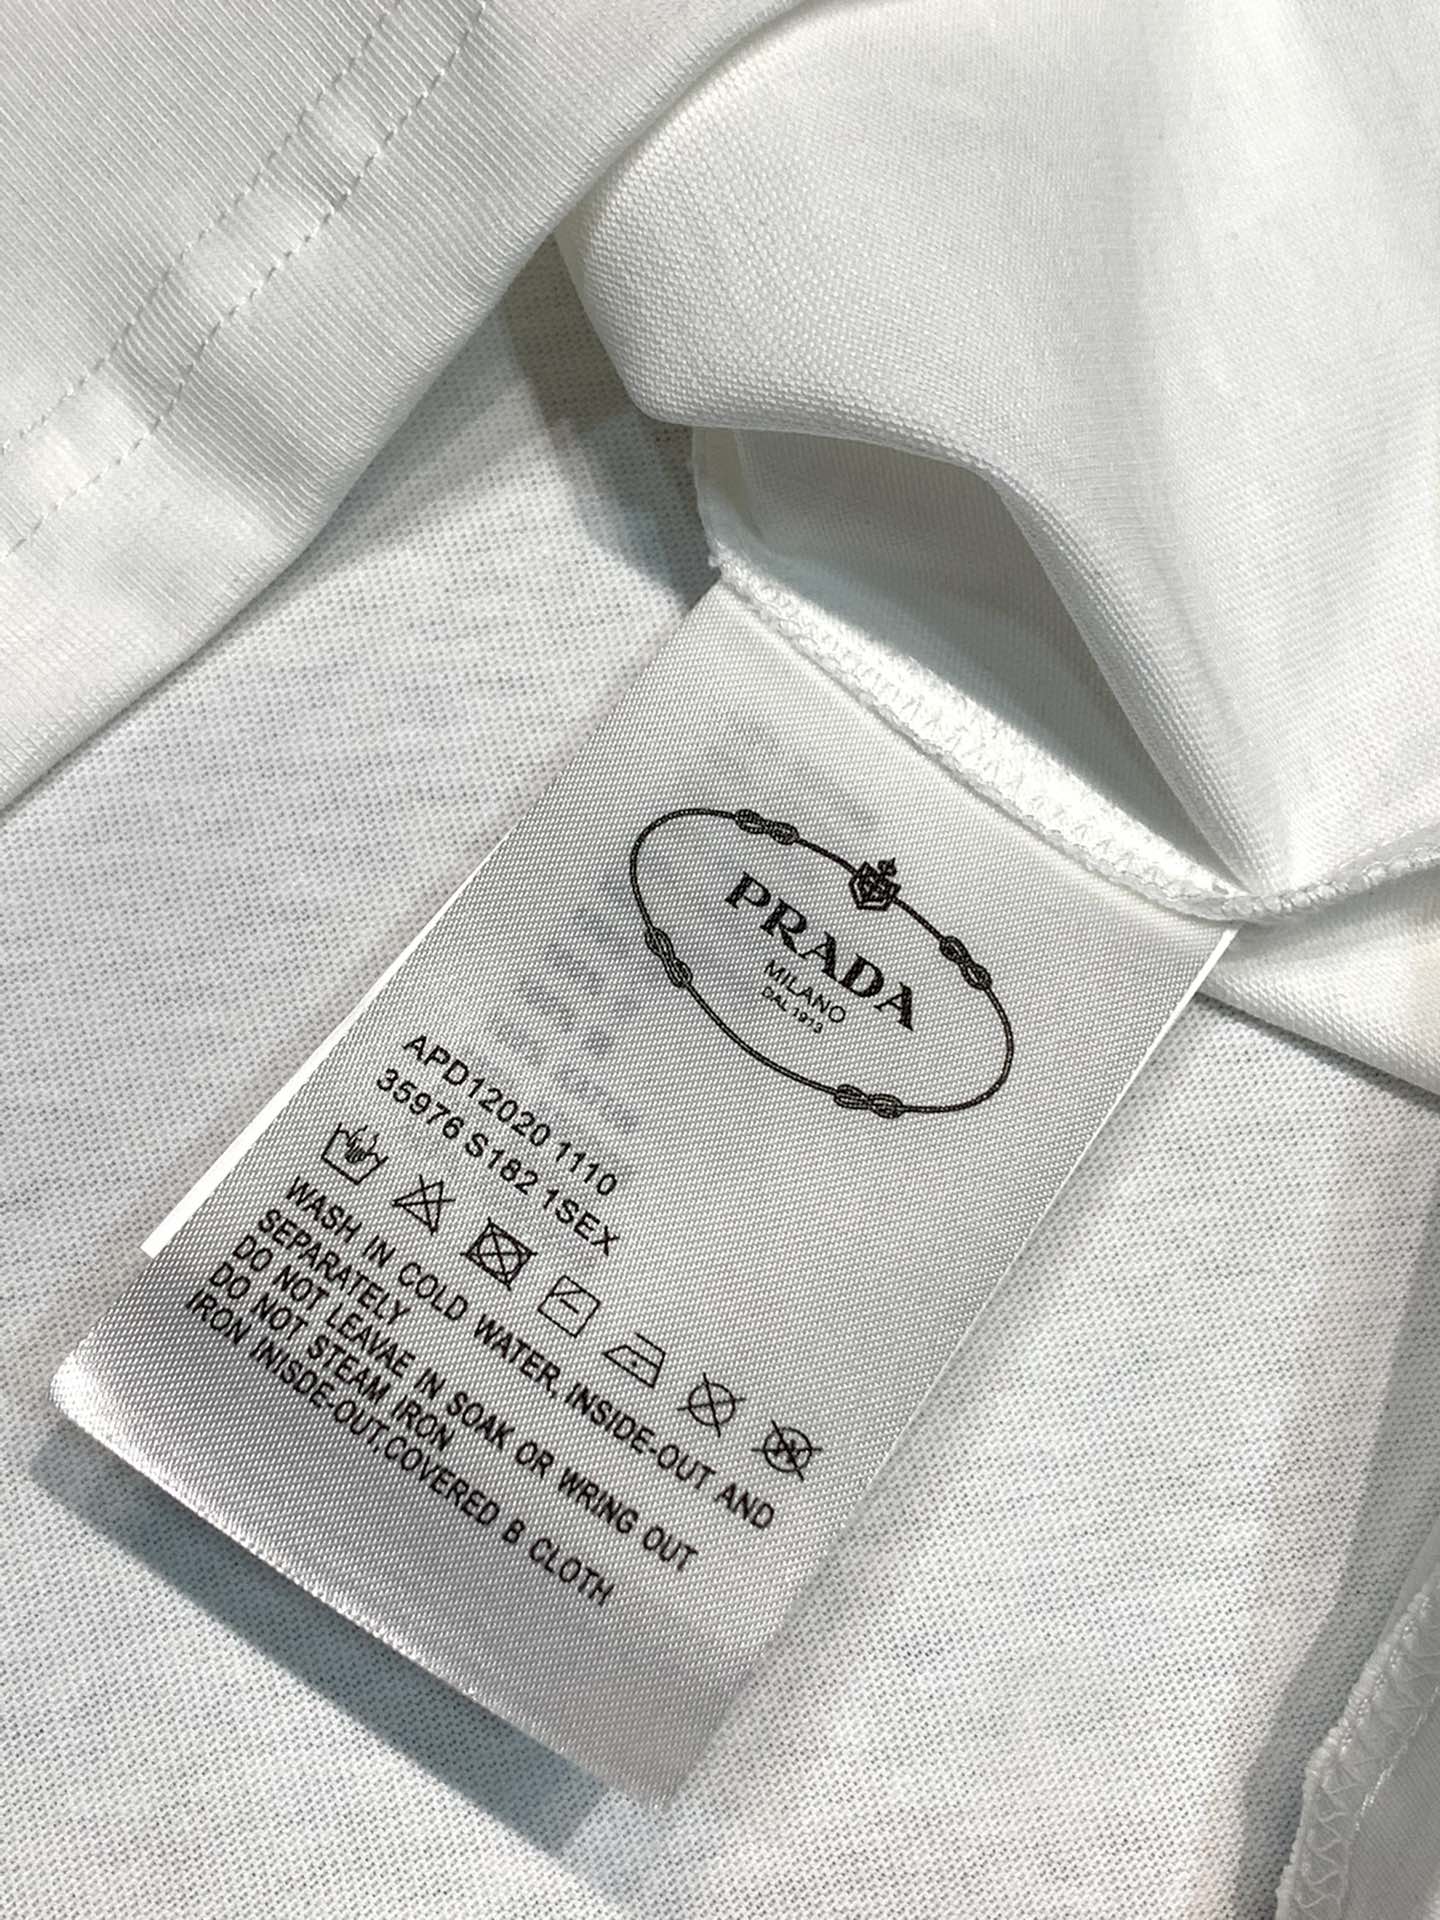 PRADA
MILANO
DAL 1913
APD12020 1110
35976 S182 1SEX
WASH IN COLD WATER, INSIDE-OUT AND
SEPARATELY
DO NOT LEAVAE IN SOAK OR WRING OUT
DO NOT STEAM IRON
IRON INISDE-OUT,COVERED B CLOTH